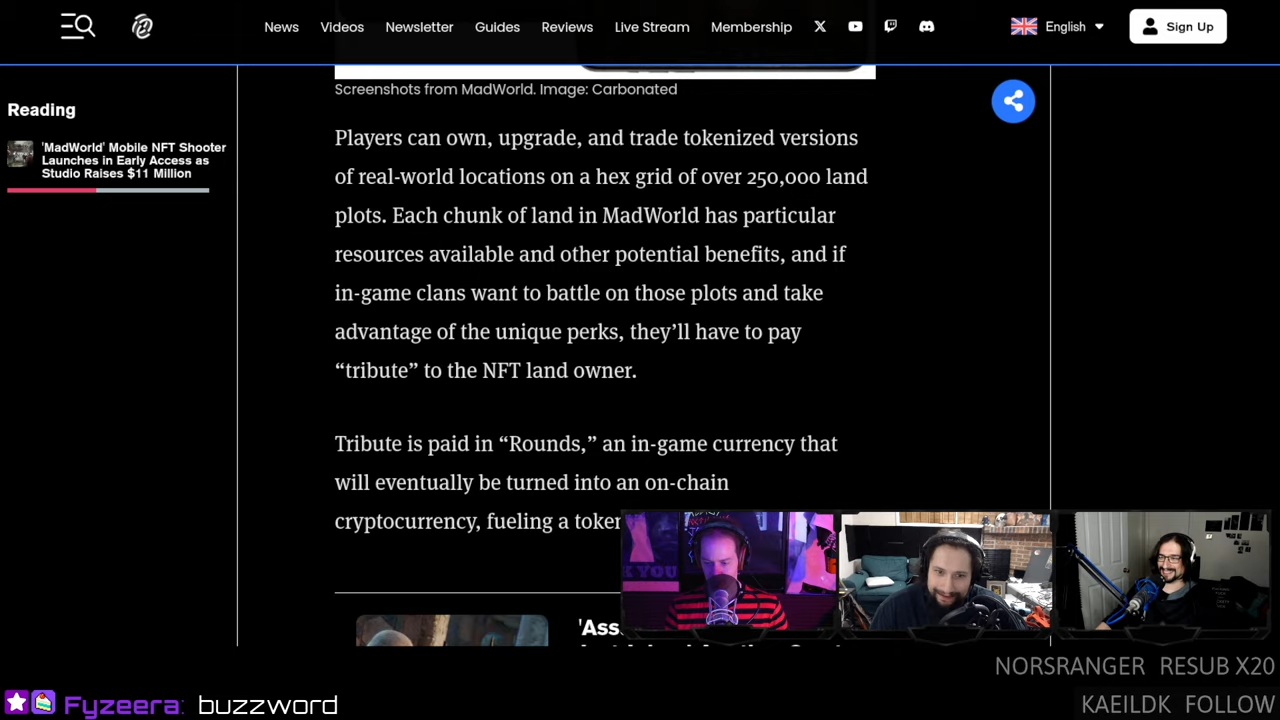 News Videos Newsletter Guides Reviews Live Stream Membership English Sign Up
Reading
'MadWorld' Mobile NFT Shooter
Launches in Early Access as
Studio Raises $11 Million
Screenshots from MadWorld. Image: Carbonated
Players can own, upgrade, and trade tokenized versions
of real-world locations on a hex grid of over 250,000 land
plots. Each chunk of land in MadWorld has particular
resources available and other potential benefits, and if
in-game clans want to battle on those plots and take
advantage of the unique perks, they’ll have to pay
“tribute” to the NFT land owner.
Tribute is paid in “Rounds,” an in-game currency that
will eventually be turned into an on-chain
cryptocurrency, fueling a
NORSRANGER RESUB X20
Fyzeera: buzzword
KAEILDK FOLLOW